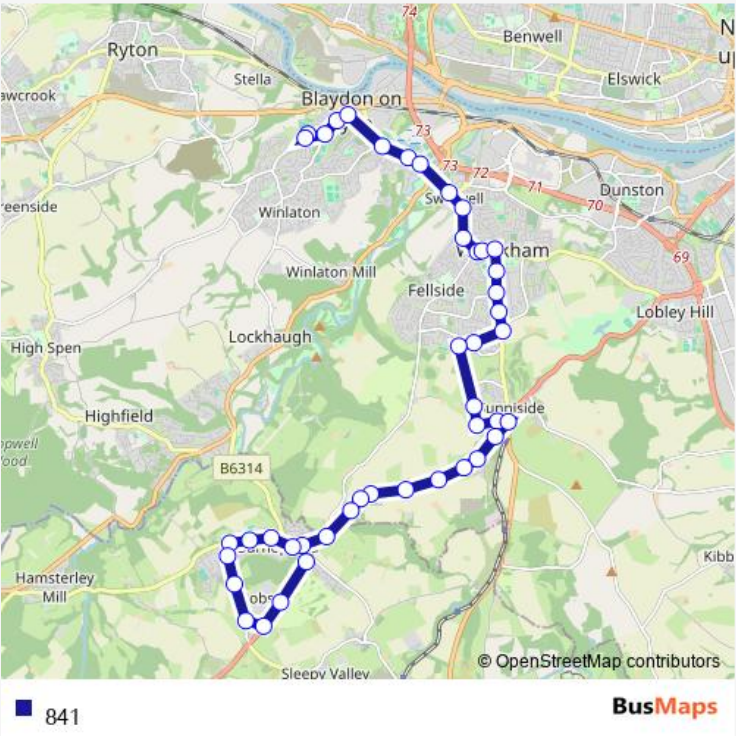 74
Benwell
N
Ryton
up
Stella
Elswick
awcrook
Blaydon on
73
73
72
71
reenside
70
Dunston
Winlaton
69
Winlaton Mill
Fellside
Lobley Hill
Lockhaugh
High Spen
Highfield
B6314
Kibb
Hamsterley
Mill
Sleepy Valley
© OpenStreetMap contributors
841
BusMaps